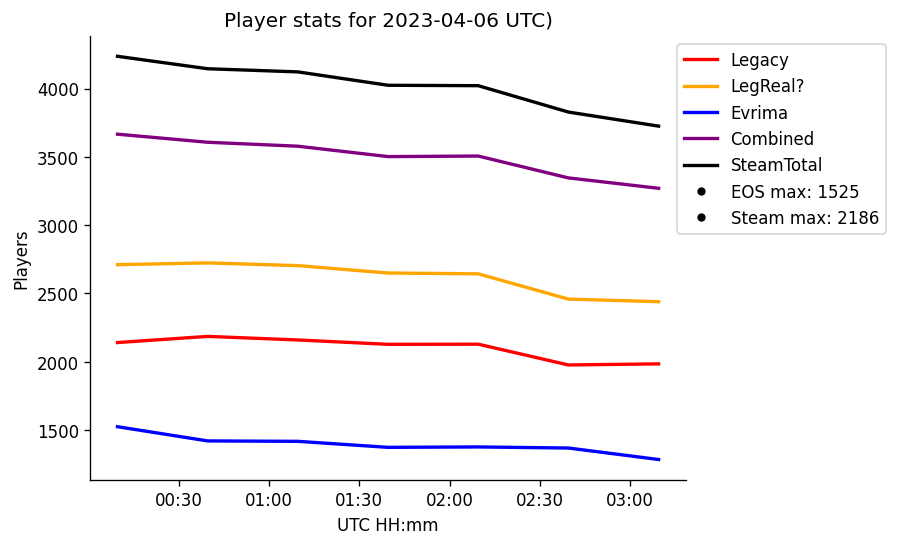 Player stats for 2023-04-06 UTC)
Legacy
LegReal?
Evrima
Combined
SteamTotal
EOS max: 1525
Steam max: 2186
Players
4000
3500
3000
2500
2000
1500
00:30 01:00 01:30 02:00 02:30 03:00
UTC HH:mm